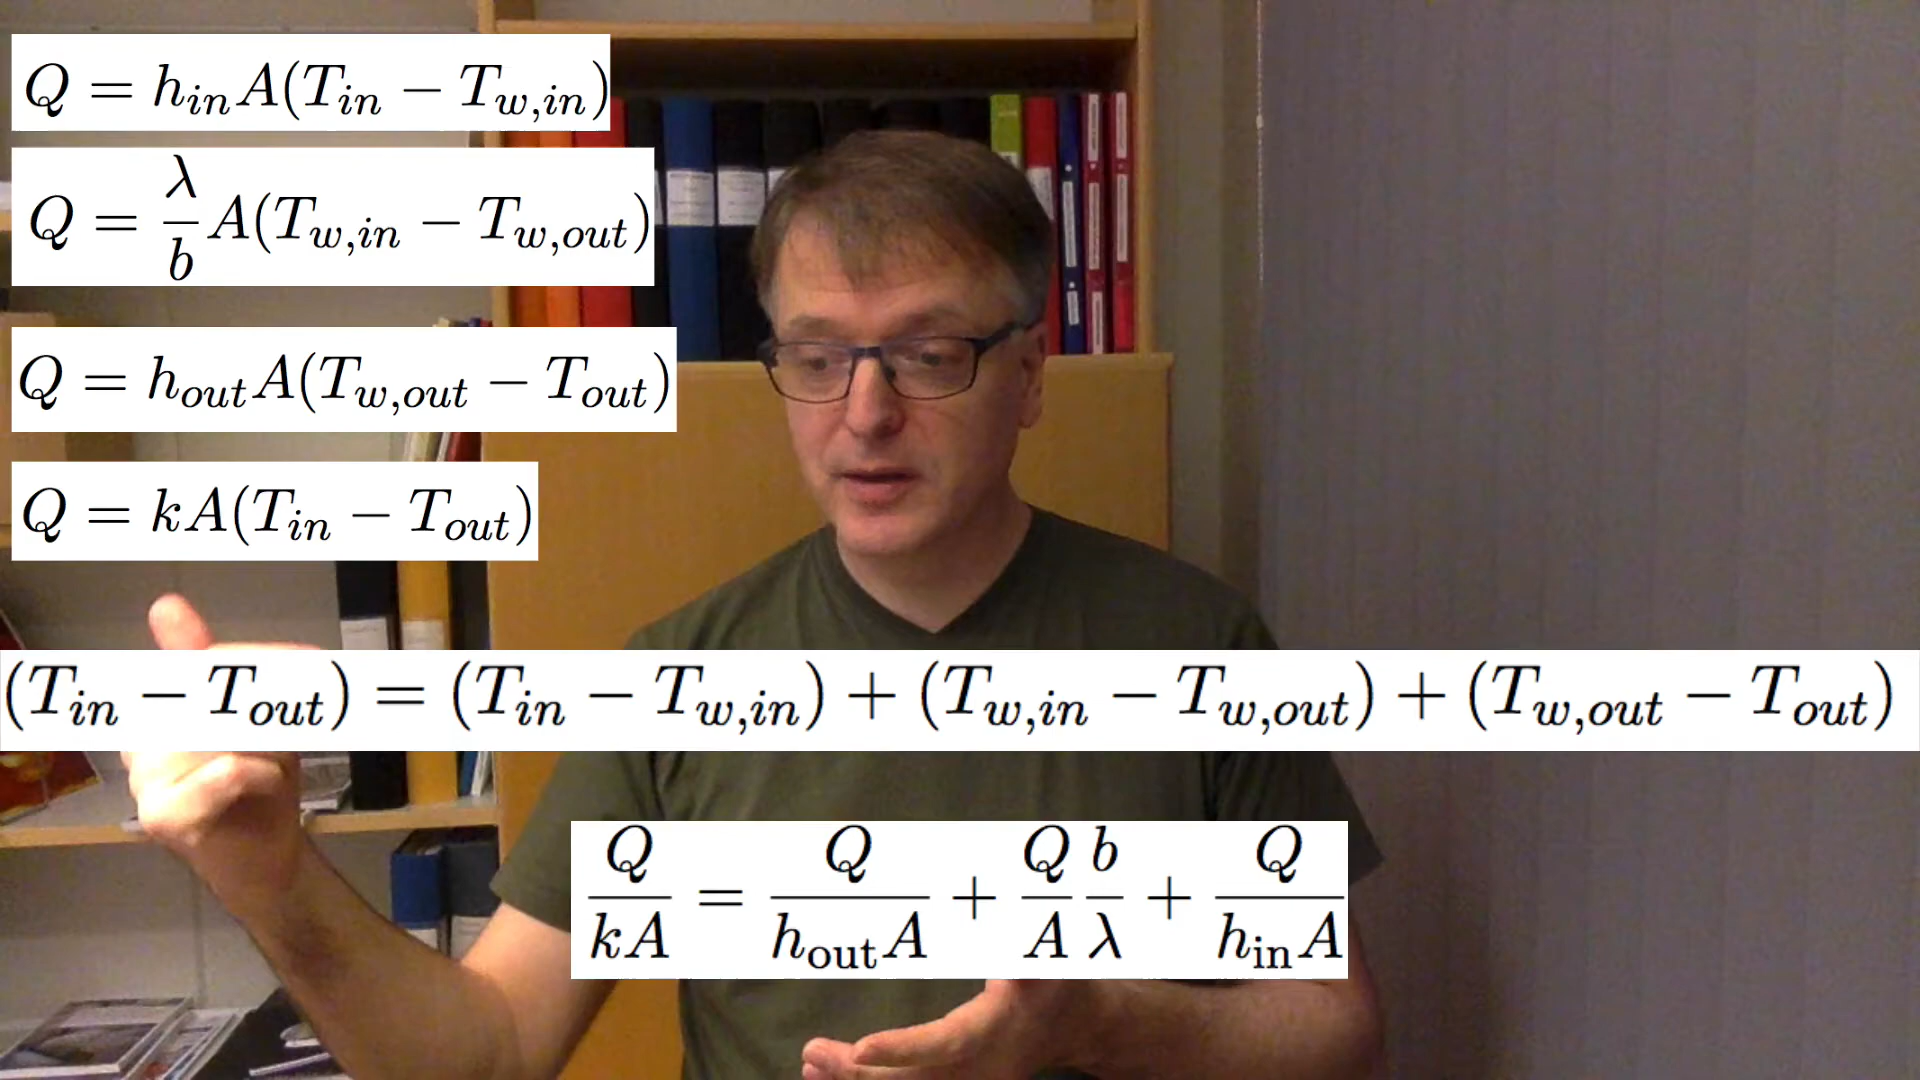 Q = h_{in}A(T_{in} − T_{w,in})
Q = \frac{λ}{b}A(T_{w,in} − T_{w,out})
Q = h_{out}A(T_{w,out} − T_{out})
Q = kA(T_{in} − T_{out})
(T_{in} − T_{out}) = (T_{in} − T_{w,in}) + (T_{w,in} − T_{w,out}) + (T_{w,out} − T_{out})
\frac{Q}{kA} = \frac{Q}{h_{out}A} + \frac{Q}{A}\frac{b}{λ} + \frac{Q}{h_{in}A}